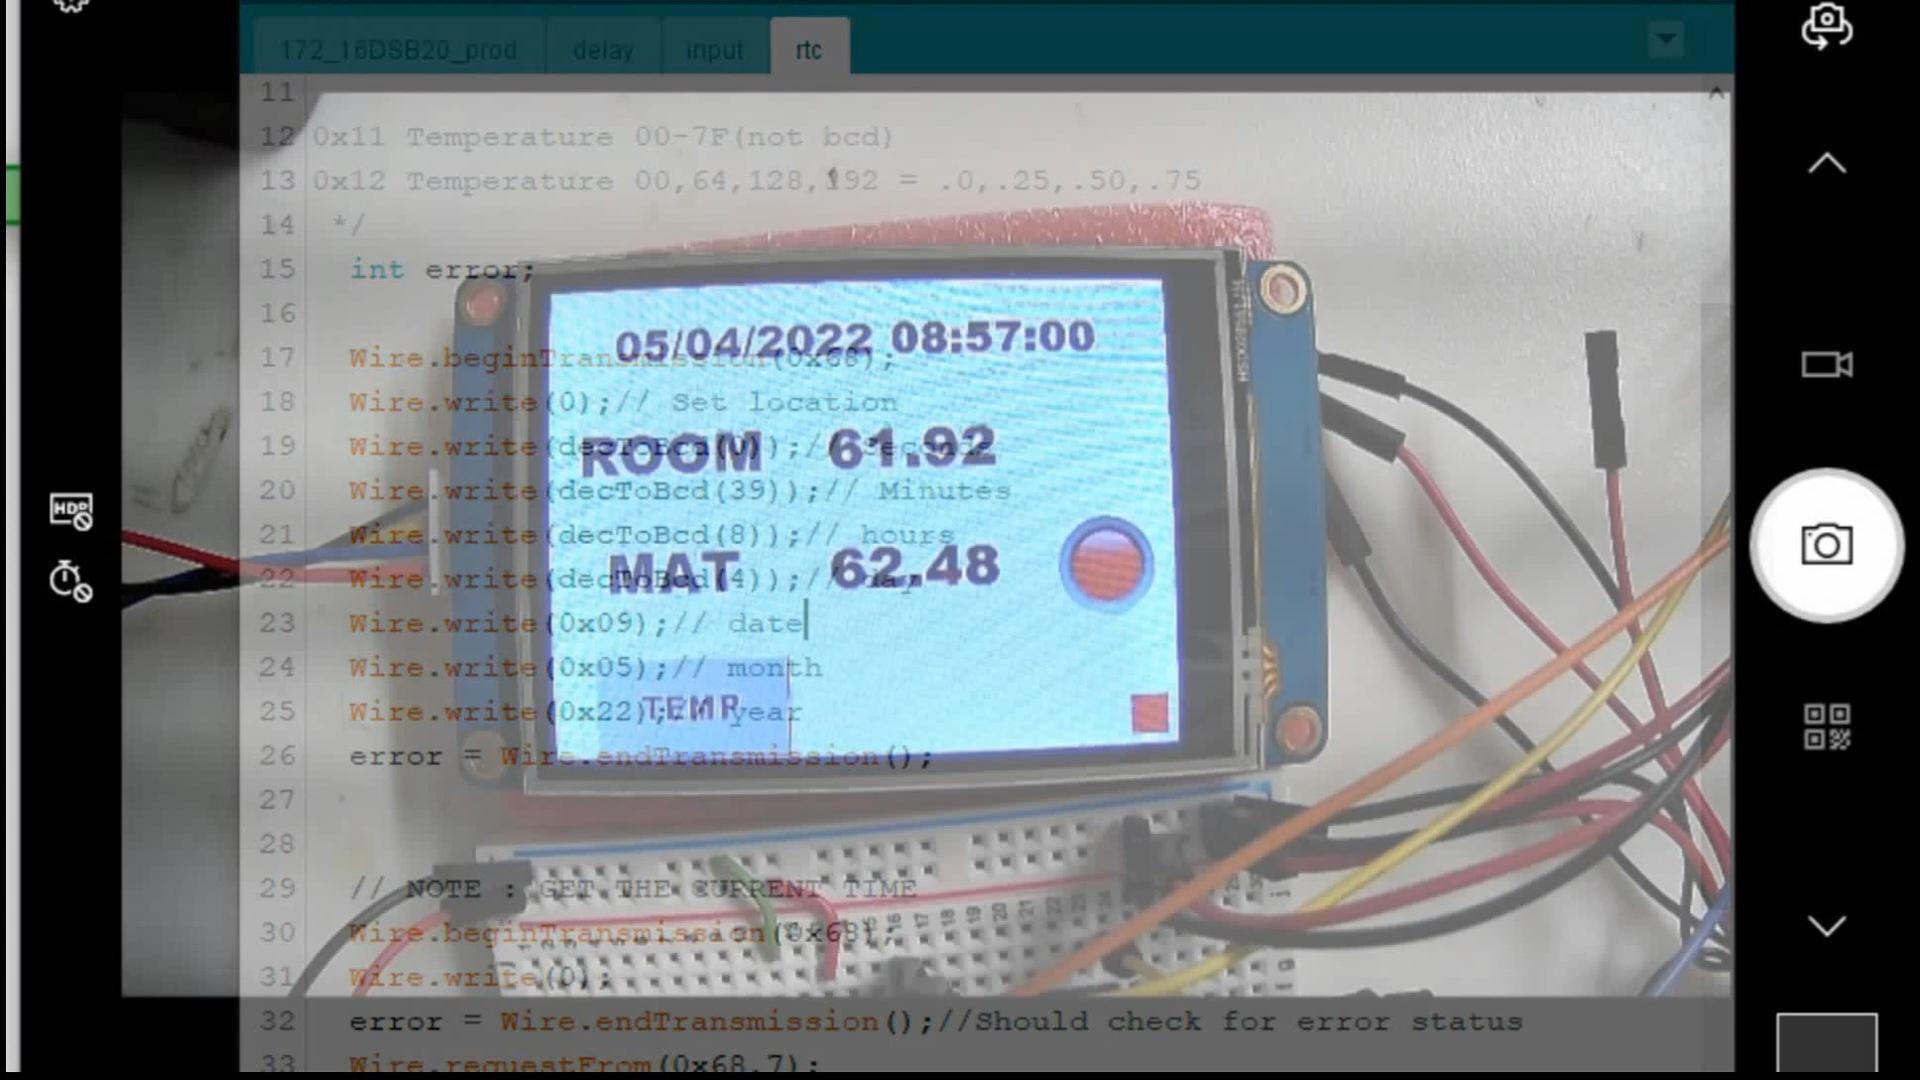 172_16DSB20_prod delay input rtc
11
12 0x11 Temperature 00-7F(not bcd)
13 0x12 Temperature 00,64,128,192 = .0,.25,.50,.75
14 */
15 int error;
16
17 Wire.beginTransmission(0x68);
18 Wire.write(0);// Set location
19 Wire.write(decToBcd(0));// Seconds
20 Wire.write(decToBcd(39));// Minutes
21 Wire.write(decToBcd(8));// hours
22 Wire.write(decToBcd(4));// day
23 Wire.write(0x09);// date
24 Wire.write(0x05);// month
25 Wire.write(0x22);// year
26 error = Wire.endTransmission();
27
28
29 // NOTE : GET THE CURRENT TIME
30 Wire.beginTransmission(0x68);
31 Wire.write(0);
32 error = Wire.endTransmission();//Should check for error status
33 Wire.requestFrom(0x68,7);
05/04/2022 08:57:00
ROOM 61.92
MAT 62.48
TEMP
HDR